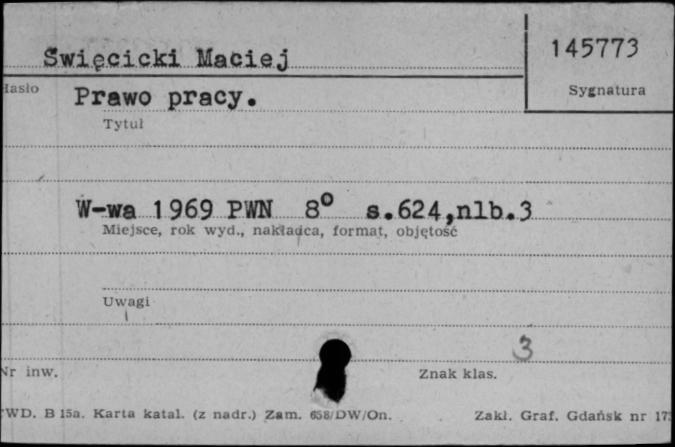 Święcicki Maciej
145773
Hasło
Sygnatura
Prawo pracy.
Tytuł
W-wa 1969 PWN 8° s.624,nlb.3
Miejsce, rok wyd., nakładca, format, objętość
Uwagi
3
Nr inw.
Znak klas.
CWD. B 15a. Karta katal. (z nadr.) Zam. 658/DW/On.
Zakł. Graf. Gdańsk nr